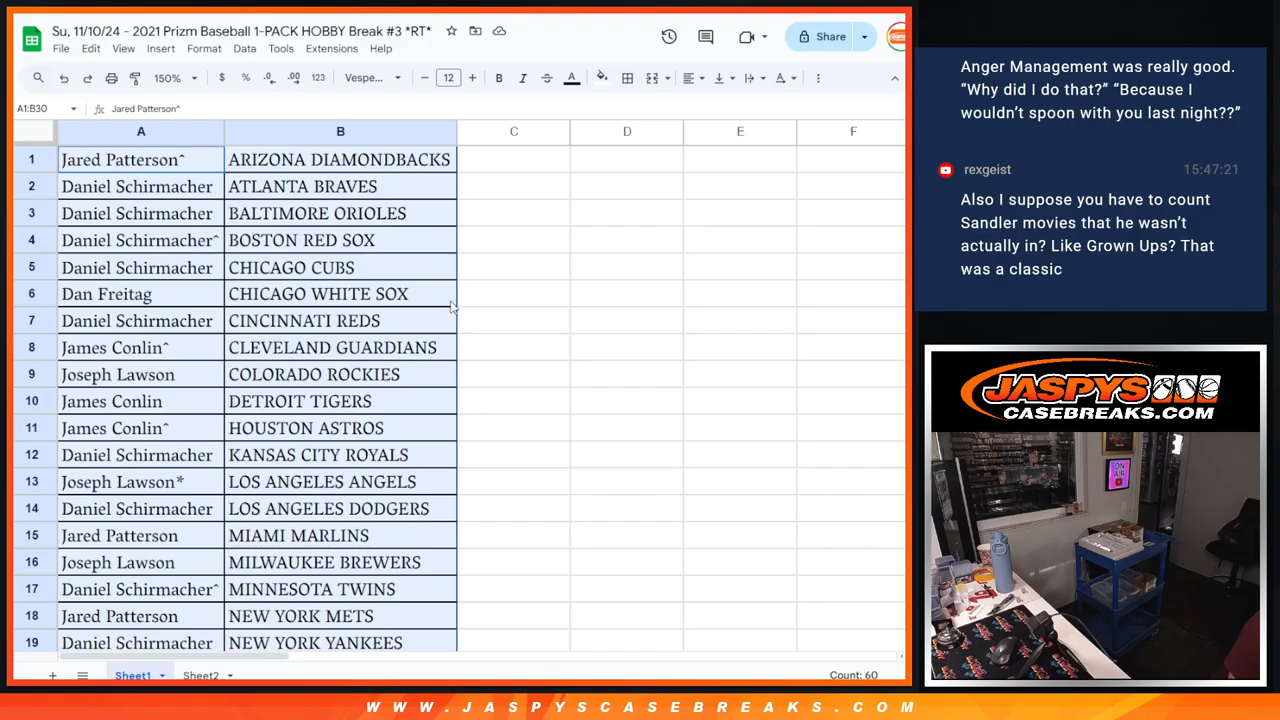 Su, 11/10/24 - 2021 Prizm Baseball 1-PACK HOBBY Break #3 *RT*
File Edit View Insert Format Data Tools Extensions Help
Share
150% $ % .0 .00 123 Vespe... 12 B I A
A1:B30 fx Jared Patterson^
A B C D E F
1 Jared Patterson^ ARIZONA DIAMONDBACKS
2 Daniel Schirmacher ATLANTA BRAVES
3 Daniel Schirmacher BALTIMORE ORIOLES
4 Daniel Schirmacher^ BOSTON RED SOX
5 Daniel Schirmacher CHICAGO CUBS
6 Dan Freitag CHICAGO WHITE SOX
7 Daniel Schirmacher CINCINNATI REDS
8 James Conlin^ CLEVELAND GUARDIANS
9 Joseph Lawson COLORADO ROCKIES
10 James Conlin DETROIT TIGERS
11 James Conlin^ HOUSTON ASTROS
12 Daniel Schirmacher KANSAS CITY ROYALS
13 Joseph Lawson* LOS ANGELES ANGELS
14 Daniel Schirmacher LOS ANGELES DODGERS
15 Jared Patterson MIAMI MARLINS
16 Joseph Lawson MILWAUKEE BREWERS
17 Daniel Schirmacher^ MINNESOTA TWINS
18 Jared Patterson NEW YORK METS
19 Daniel Schirmacher NEW YORK YANKEES
Sheet1 Sheet2 Count: 60
Anger Management was really good.
“Why did I do that?” “Because I
wouldn’t spoon with you last night??”
rexgeist 15:47:21
Also I suppose you have to count
Sandler movies that he wasn’t
actually in? Like Grown Ups? That
was a classic
JASPYS
CASEBREAKS.COM
ON
AIR
WWW.JASPYSCASEBREAKS.COM